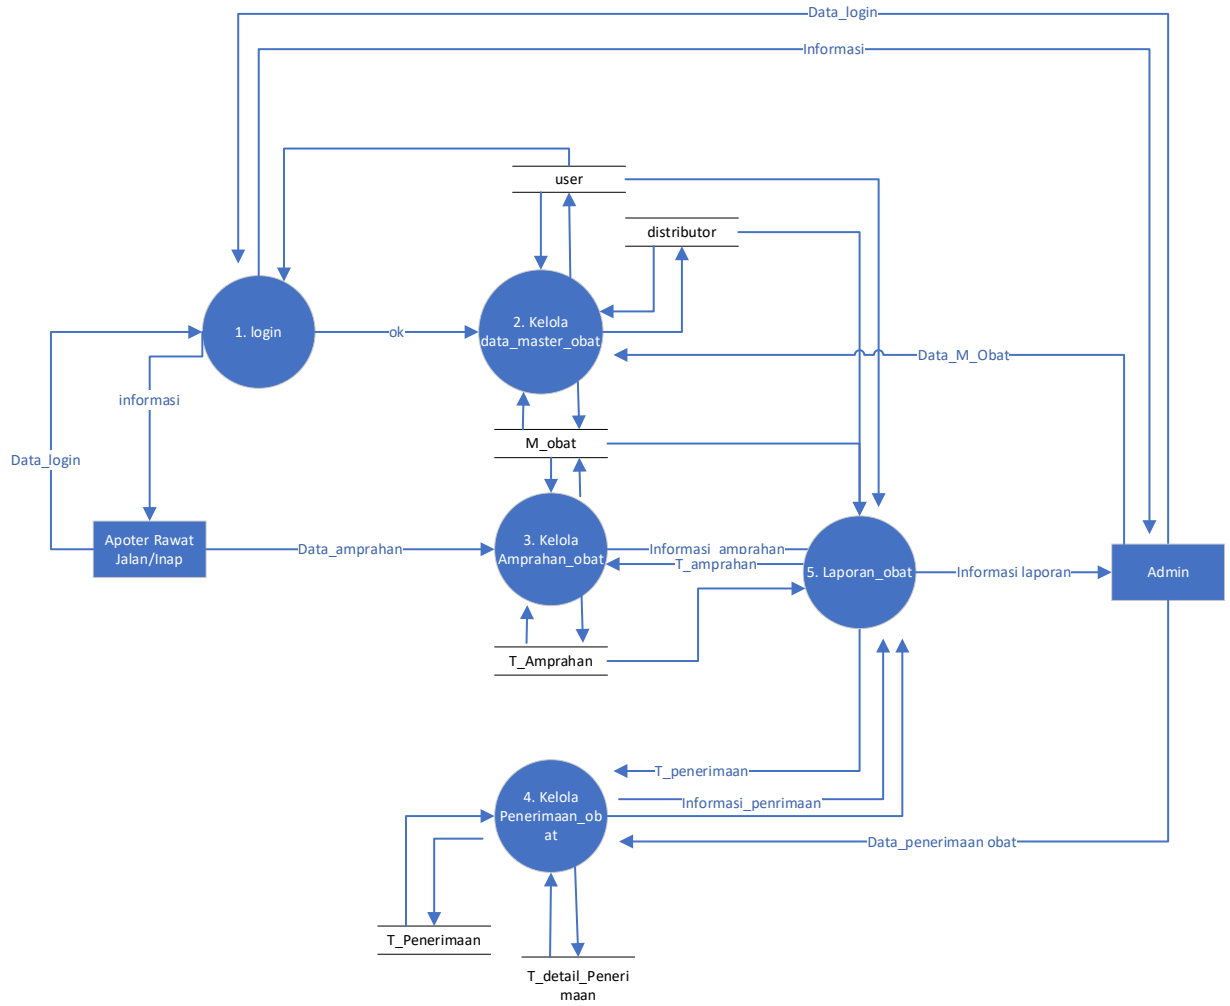 Data_login
Informasi
user
distributor
1. login
ok
2. Kelola
data_master_obat
Data_M_Obat
informasi
M_obat
Data_login
Apoter Rawat
Jalan/Inap
Data_amprahan
3. Kelola
Amprahan_obat
Informasi_amprahan
T_amprahan
5. Laporan_obat
Informasi laporan
Admin
T_Amprahan
T_penerimaan
4. Kelola
Penerimaan_ob
at
Informasi_penrimaan
Data_penerimaan obat
T_Penerimaan
T_detail_Peneri
maan